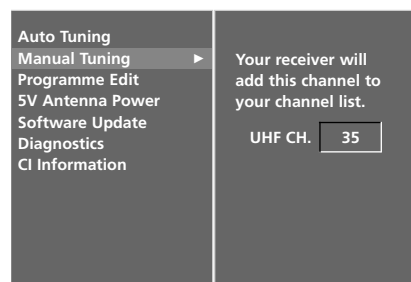 Auto Tuning
Manual Tuning ►
Programme Edit
5V Antenna Power
Software Update
Diagnostics
CI Information
Your receiver will
add this channel to
your channel list.
UHF CH. 35